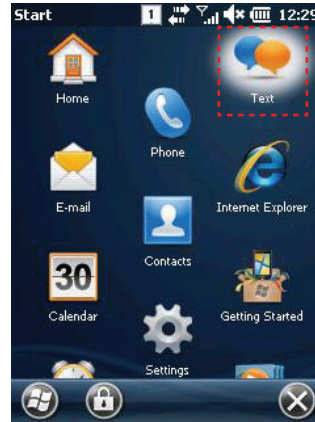 Start 1 12:29
Home
Text
Phone
E-mail
Internet Explorer
Contacts
30
Calendar
Getting Started
Settings